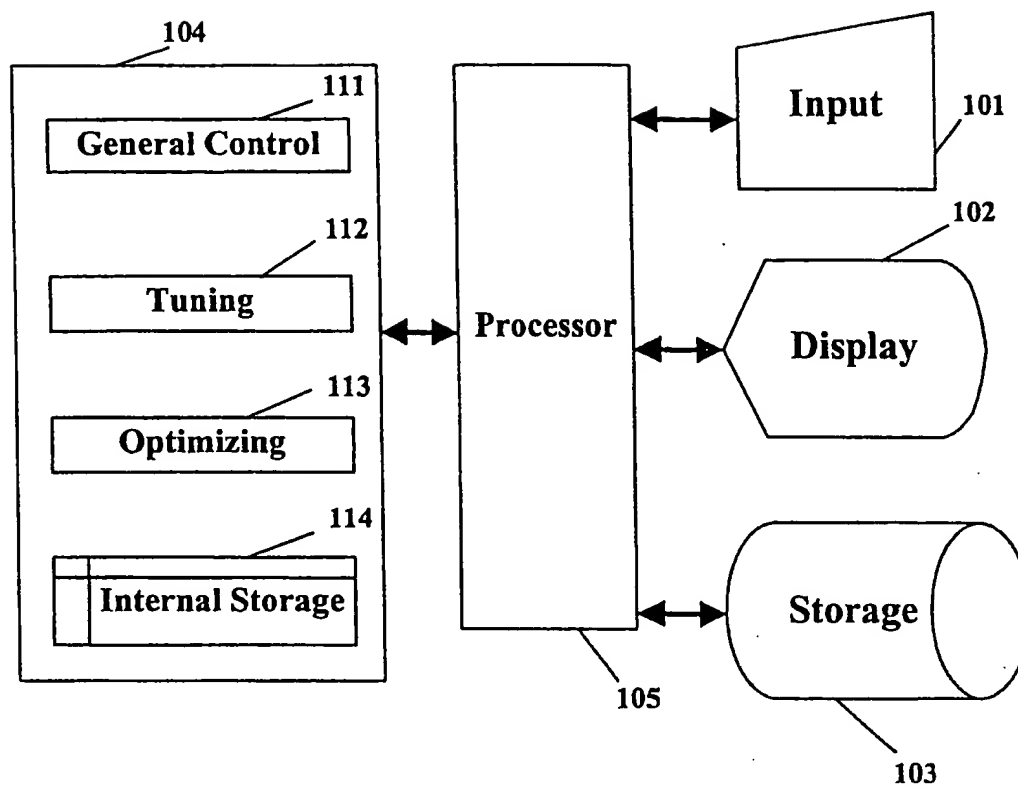 104
111
General Control
112
Tuning
113
Optimizing
114
Internal Storage
Processor
105
Input
101
102
Display
Storage
103